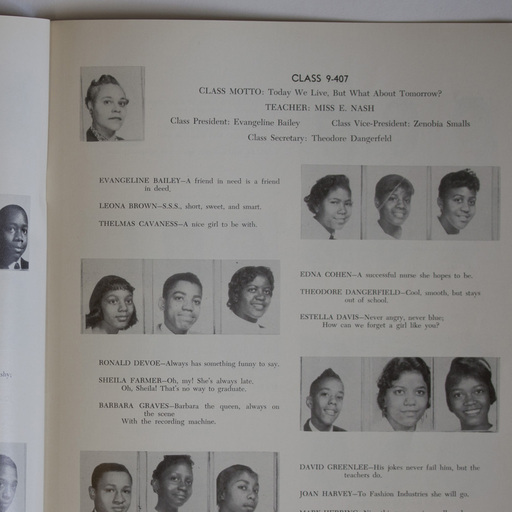 CLASS 9-407
CLASS MOTTO: Today We Live, But What About Tomorrow?
TEACHER: MISS E. NASH
Class President: Evangeline Bailey Class Vice-President: Zenobia Smalls
Class Secretary: Theodore Dangerfeld
EVANGELINE BAILEY—A friend in need is a friend
in deed.
LEONA BROWN—S.S.S., short, sweet, and smart.
THELMAS CAVANESS—A nice girl to be with.
EDNA COHEN—A successful nurse she hopes to be.
THEODORE DANGERFIELD—Cool, smooth, but stays
out of school.
ESTELLA DAVIS—Never angry, never blue;
How can we forget a girl like you?
RONALD DEVOE—Always has something funny to say.
SHEILA FARMER—Oh, my! She's always late,
Oh, Sheila! That's no way to graduate.
BARBARA GRAVES—Barbara the queen, always on
the scene
With the recording machine.
DAVID GREENLEE—His jokes never fail him, but the
teachers do.
JOAN HARVEY—To Fashion Industries she will go.